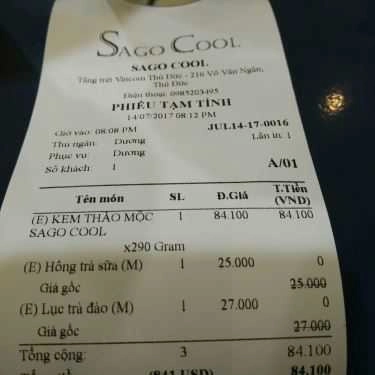 SAGO COOL
SAGO COOL
Tầng trệt Vincom Thủ Đức - 216 Võ Văn Ngân,
Thủ Đức
Điện thoại: 0985203495
PHIẾU TẠM TÍNH
14/07/2017 08:12 PM
Giờ vào: 08:08 PM JUL14-17-0016
Thu ngân: Dương Lần in: 1
Phục vụ: Dương
Số khách: 1 A/01
Tên món SL Đ.Giá T.Tiền (VNĐ)
(E) KEM THẢO MỘC 1 84.100 84.100
SAGO COOL
x290 Gram
(E) Hồng trà sữa (M) 1 25.000 0
Giá gốc 25.000
(E) Lục trà đào (M) 1 27.000 0
Giá gốc 27.000
Tổng cộng: 3 84.100
84.100